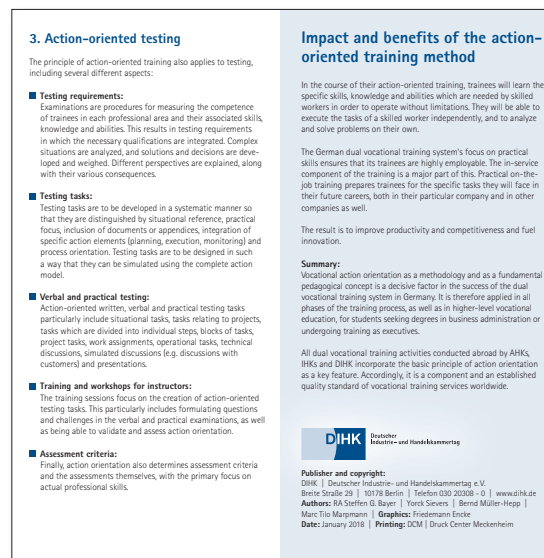 3. Action-oriented testing
The principle of action-oriented training also applies to testing,
including several different aspects:
Testing requirements:
Examinations are procedures for measuring the competence
of trainees in each professional area and their associated skills,
knowledge and abilities. This results in testing requirements
in which the necessary qualifications are integrated. Complex
situations are analyzed, and solutions and decisions are deve-
loped and weighed. Different perspectives are explained, along
with their various consequences.
Testing tasks:
Testing tasks are to be developed in a systematic manner so
that they are distinguished by situational reference, practical
focus, inclusion of documents or appendices, integration of
specific action elements (planning, execution, monitoring) and
process orientation. Testing tasks are to be designed in such
a way that they can be simulated using the complete action
model.
Verbal and practical testing:
Action-oriented written, verbal and practical testing tasks
particularly include situational tasks, tasks relating to projects,
tasks which are divided into individual steps, blocks of tasks,
project tasks, work assignments, operational tasks, technical
discussions, simulated discussions (e.g. discussions with
customers) and presentations.
Training and workshops for instructors:
The training sessions focus on the creation of action-oriented
testing tasks. This particularly includes formulating questions
and challenges in the verbal and practical examinations, as well
as being able to validate and assess action orientation.
Assessment criteria:
Finally, action orientation also determines assessment criteria
and the assessments themselves, with the primary focus on
actual professional skills.
Impact and benefits of the action-
oriented training method
In the course of their action-oriented training, trainees will learn the
specific skills, knowledge and abilities which are needed by skilled
workers in order to operate without limitations. They will be able to
execute the tasks of a skilled worker independently, and to analyze
and solve problems on their own.
The German dual vocational training system's focus on practical
skills ensures that its trainees are highly employable. The in-service
component of the training is a major part of this. Practical on-the-
job training prepares trainees for the specific tasks they will face in
their future careers, both in their particular company and in other
companies as well.
The result is to improve productivity and competitiveness and fuel
innovation.
Summary:
Vocational action orientation as a methodology and as a fundamental
pedagogical concept is a decisive factor in the success of the dual
vocational training system in Germany. It is therefore applied in all
phases of the training process, as well as in higher-level vocational
education, for students seeking degrees in business administration or
undergoing training as executives.
All dual vocational training activities conducted abroad by AHKs,
IHKs and DIHK incorporate the basic principle of action orientation
as a key feature. Accordingly, it is a component and an established
quality standard of vocational training services worldwide.
DIHK
Deutscher
Industrie- und Handelskammertag
Publisher and copyright:
DIHK | Deutscher Industrie- und Handelskammertag e.V.
Breite Straße 29 | 10178 Berlin | Telefon 030 20308 - 0 | www.dihk.de
Authors: RA Steffen G. Bayer | Yorck Sievers | Bernd Müller-Hepp |
Marc Tilo Marpmann | Graphics: Friedemann Encke
Date: January 2018 | Printing: DCM | Druck Center Meckenheim